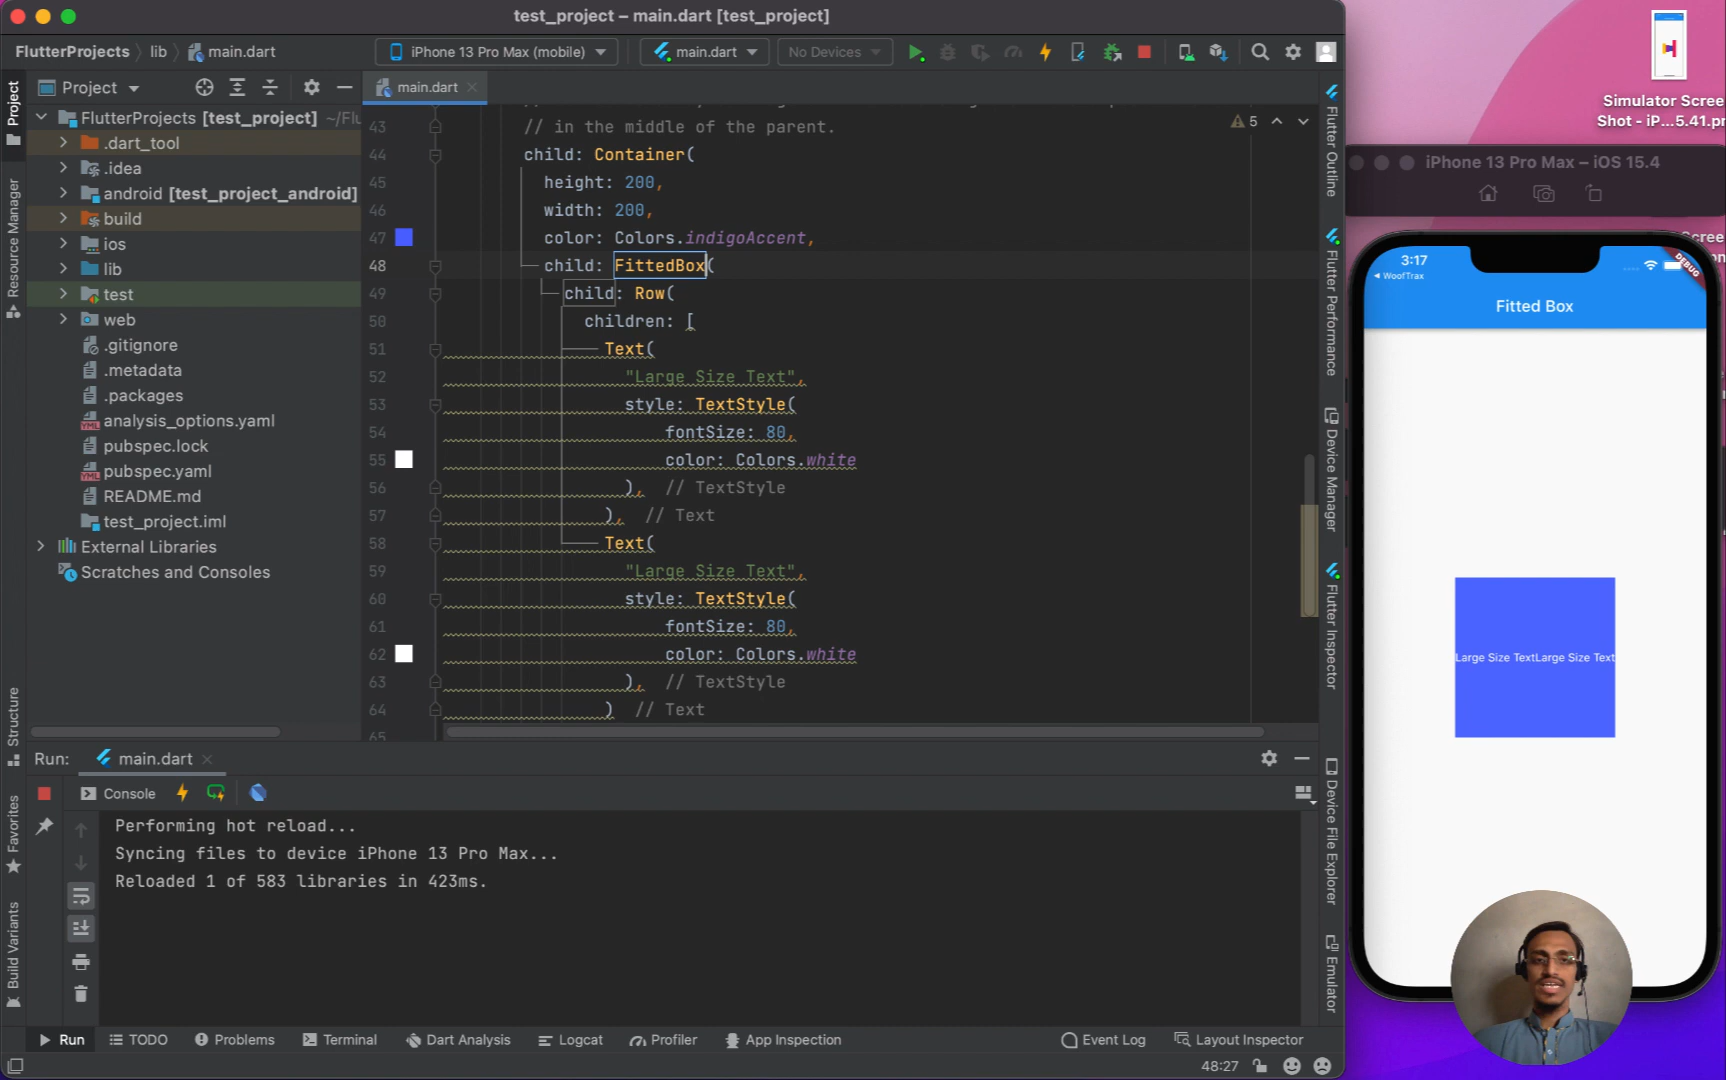 test_project – main.dart [test_project]
FlutterProjects lib main.dart
iPhone 13 Pro Max (mobile)
main.dart
No Devices
Project
main.dart
FlutterProjects [test_project]
.dart_tool
.idea
android [test_project_android]
build
ios
lib
test
web
.gitignore
.metadata
.packages
analysis_options.yaml
pubspec.lock
pubspec.yaml
README.md
test_project.iml
External Libraries
Scratches and Consoles
Project
Resource Manager
Structure
Favorites
Build Variants
5
43 // in the middle of the parent.
44 child: Container(
45 height: 200,
46 width: 200,
47 color: Colors.indigoAccent,
48 child: FittedBox(
49 child: Row(
50 children: [
51 Text(
52 "Large Size Text",
53 style: TextStyle(
54 fontSize: 80,
55 color: Colors.white
56 ), // TextStyle
57 ), // Text
58 Text(
59 "Large Size Text",
60 style: TextStyle(
61 fontSize: 80,
62 color: Colors.white
63 ), // TextStyle
64 ) // Text
65
Flutter Outline
Flutter Performance
Device Manager
Flutter Inspector
Device File Explorer
Emulator
Run: main.dart
Console
Performing hot reload...
Syncing files to device iPhone 13 Pro Max...
Reloaded 1 of 583 libraries in 423ms.
Run
TODO
Problems
Terminal
Dart Analysis
Logcat
Profiler
App Inspection
Event Log
Layout Inspector
48:27
Simulator Scree
Shot - iP...5.41.pn
iPhone 13 Pro Max – iOS 15.4
3:17
WoofTrax
DEBUG
Fitted Box
Large Size TextLarge Size Text